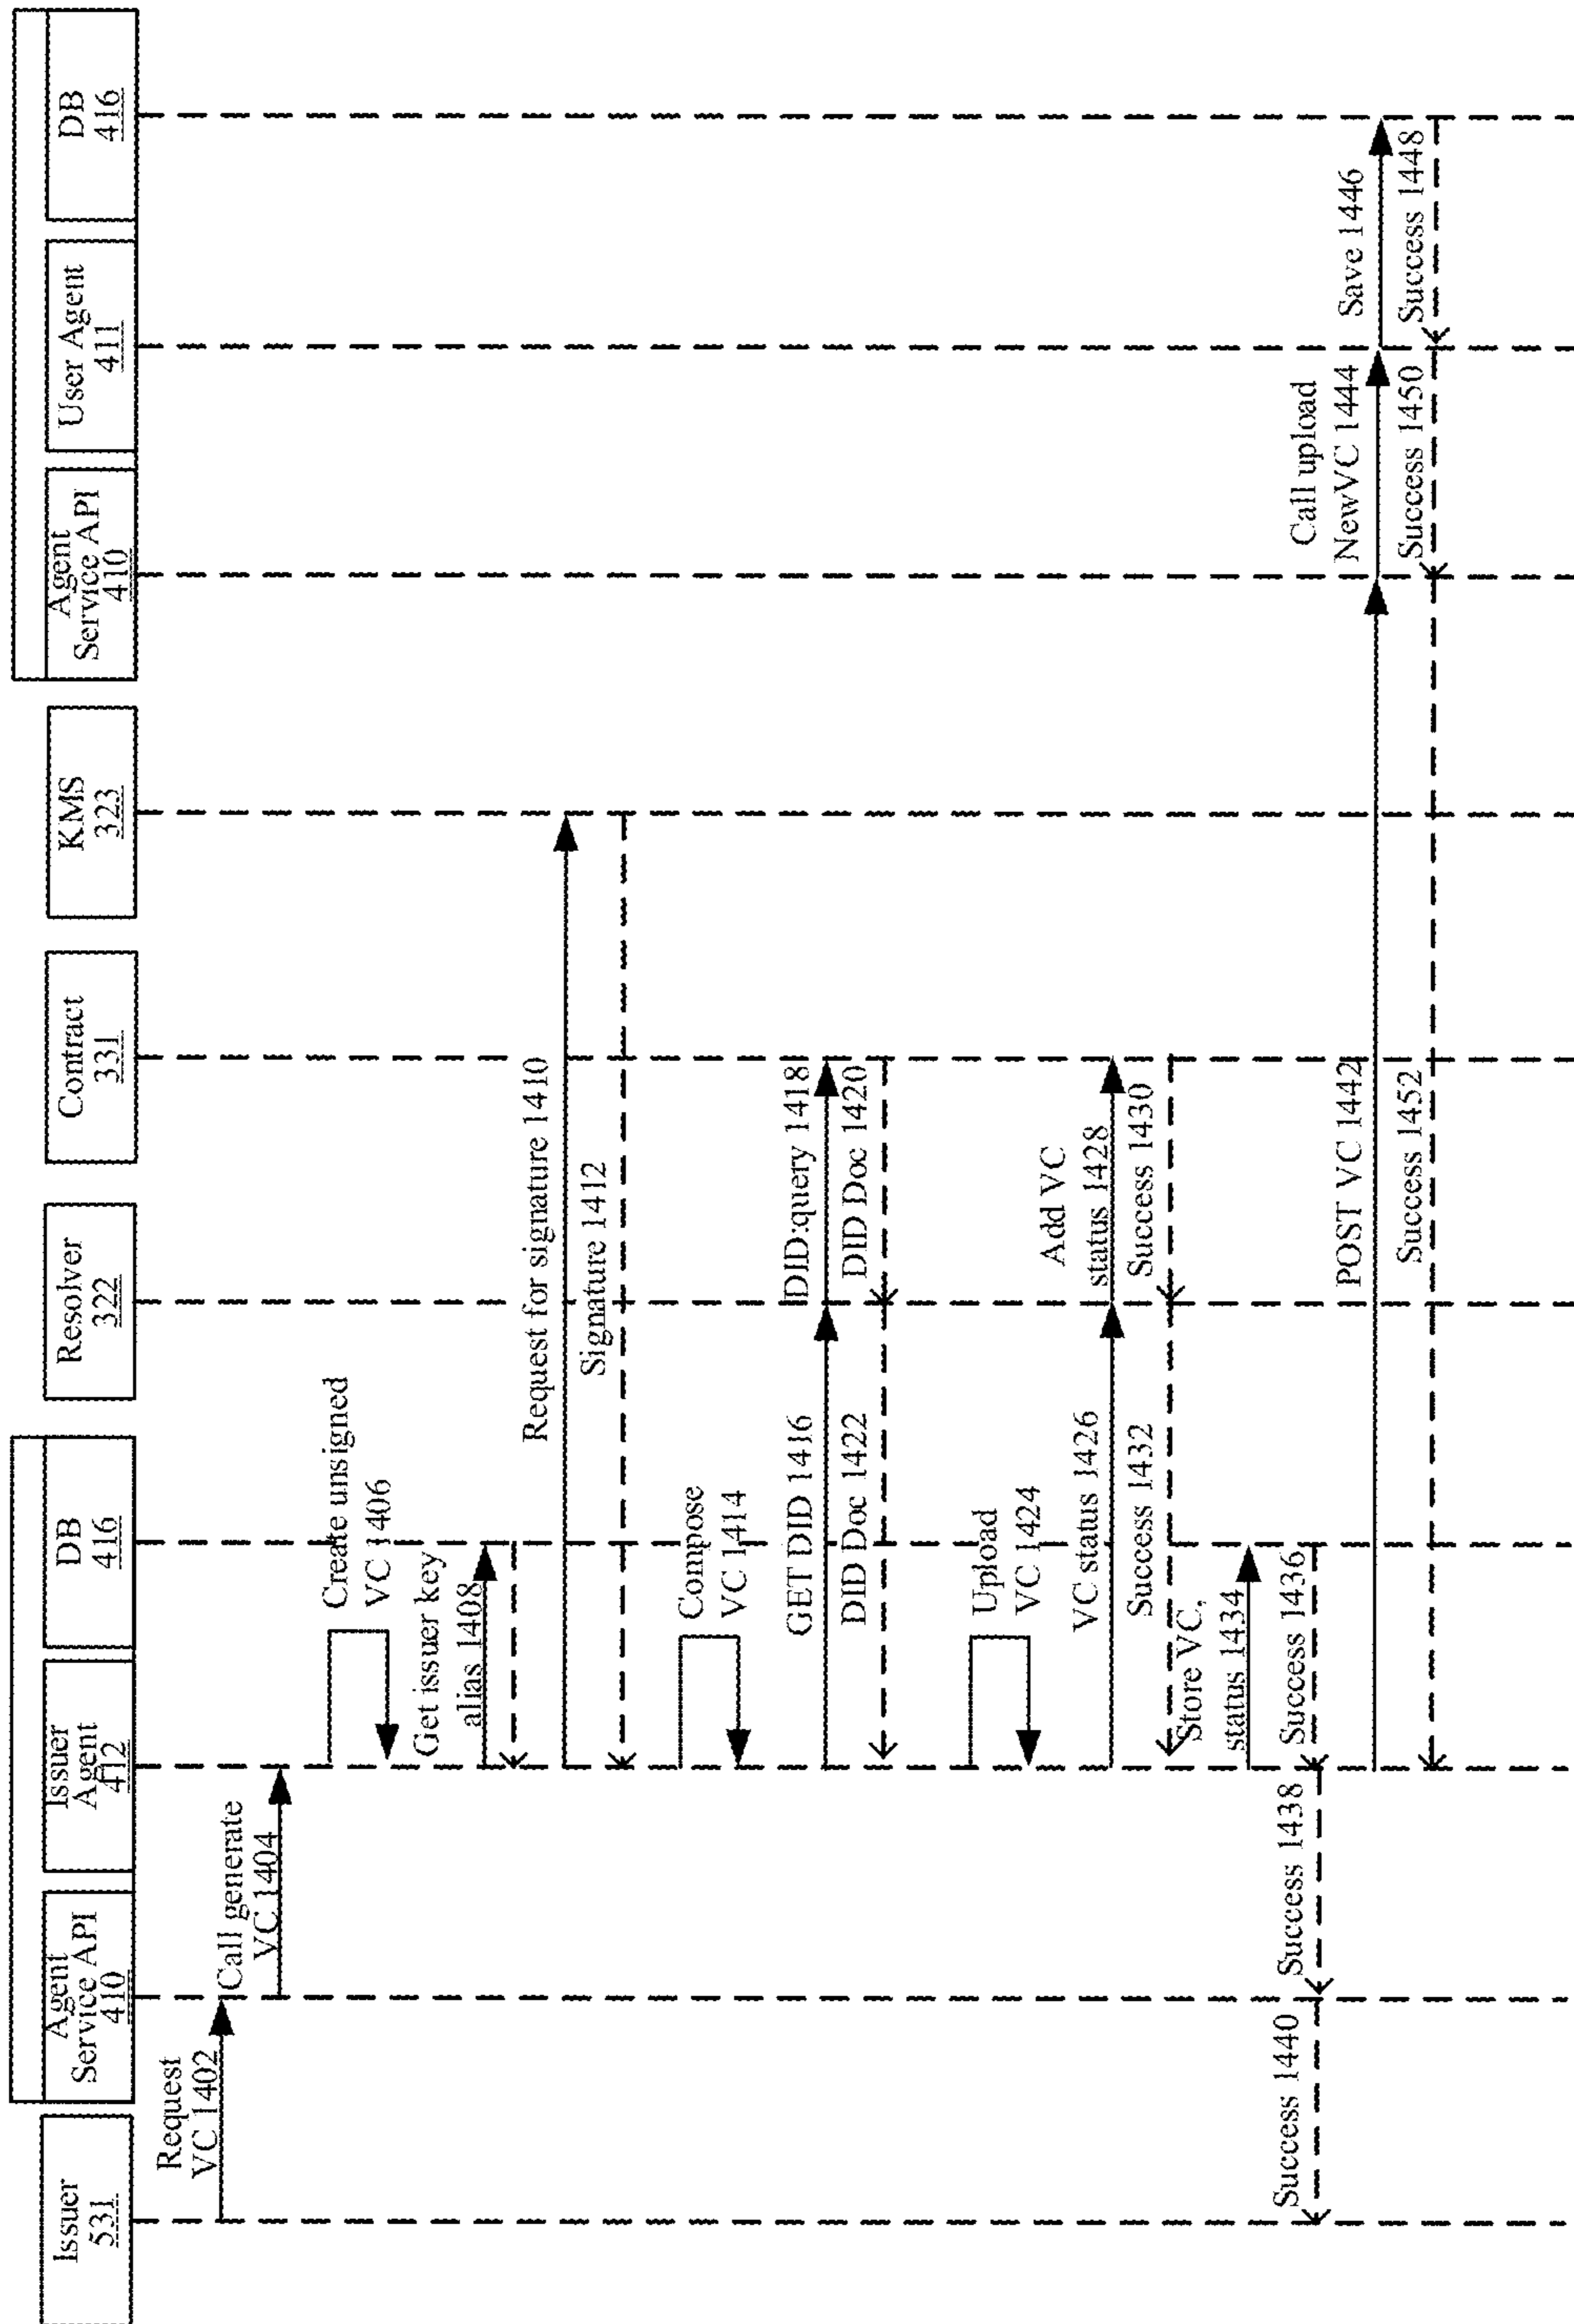 Issuer
531
Agent
Service API
410
Issuer
Agent
412
DB
416
Resolver
322
Contract
331
KMS
323
Agent
Service API
410
User Agent
411
DB
416
Request
VC 1402
Call generate
VC 1404
Create unsigned
VC 1406
Get issuer key
alias 1408
Request for signature 1410
Signature 1412
Compose
VC 1414
GET DID 1416
DID:query 1418
DID Doc 1420
DID Doc 1422
Upload
VC 1424
VC status 1426
Add VC
status 1428
Success 1430
Success 1432
Store VC,
status 1434
Success 1436
Success 1438
Success 1440
POST VC 1442
Call upload
NewVC 1444
Save 1446
Success 1448
Success 1450
Success 1452